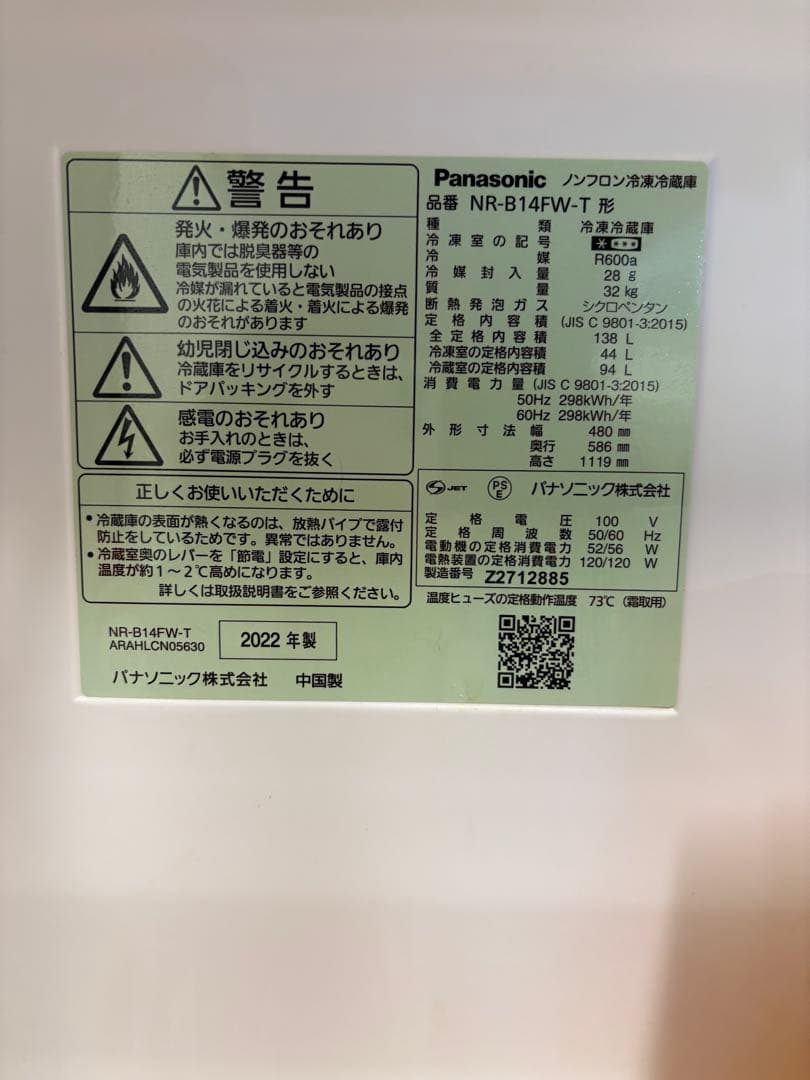 警告
発火・爆発のおそれあり
庫内では脱臭器等の
電気製品を使用しない
冷媒が漏れていると電気製品の接点
の火花による着火・着火による爆発
のおそれがあります
幼児閉じ込みのおそれあり
冷蔵庫をリサイクルするときは、
ドアパッキングを外す
感電のおそれあり
お手入れのときは、
必ず電源プラグを抜く
正しくお使いいただくために
•冷蔵庫の表面が熱くなるのは、放熱パイプで露付
防止をしているためです。異常ではありません。
•冷蔵室奥のレバーを「節電」設定にすると、庫内
温度が約1～2℃高めになります。
詳しくは取扱説明書をご参照ください。
NR-B14FW-T
ARAHLCN05630
2022 年製
パナソニック株式会社 中国製
Panasonic ノンフロン冷凍冷蔵庫
品番 NR-B14FW-T 形
種類 冷凍冷蔵庫
冷凍室の記号
冷媒 R600a
冷媒封入量 28 g
質量 32 kg
断熱発泡ガス シクロペンタン
定格内容積 (JIS C 9801-3:2015)
全定格内容積 138 L
冷凍室の定格内容積 44 L
冷蔵室の定格内容積 94 L
消費電力量 (JIS C 9801-3:2015)
50Hz 298kWh/年
60Hz 298kWh/年
外形寸法 幅 480 mm
奥行 586 mm
高さ 1119 mm
JET PSE パナソニック株式会社
定格電圧 100 V
定格周波数 50/60 Hz
電動機の定格消費電力 52/56 W
電熱装置の定格消費電力 120/120 W
製造番号 Z2712885
温度ヒューズの定格動作温度 73℃ (霜取用)